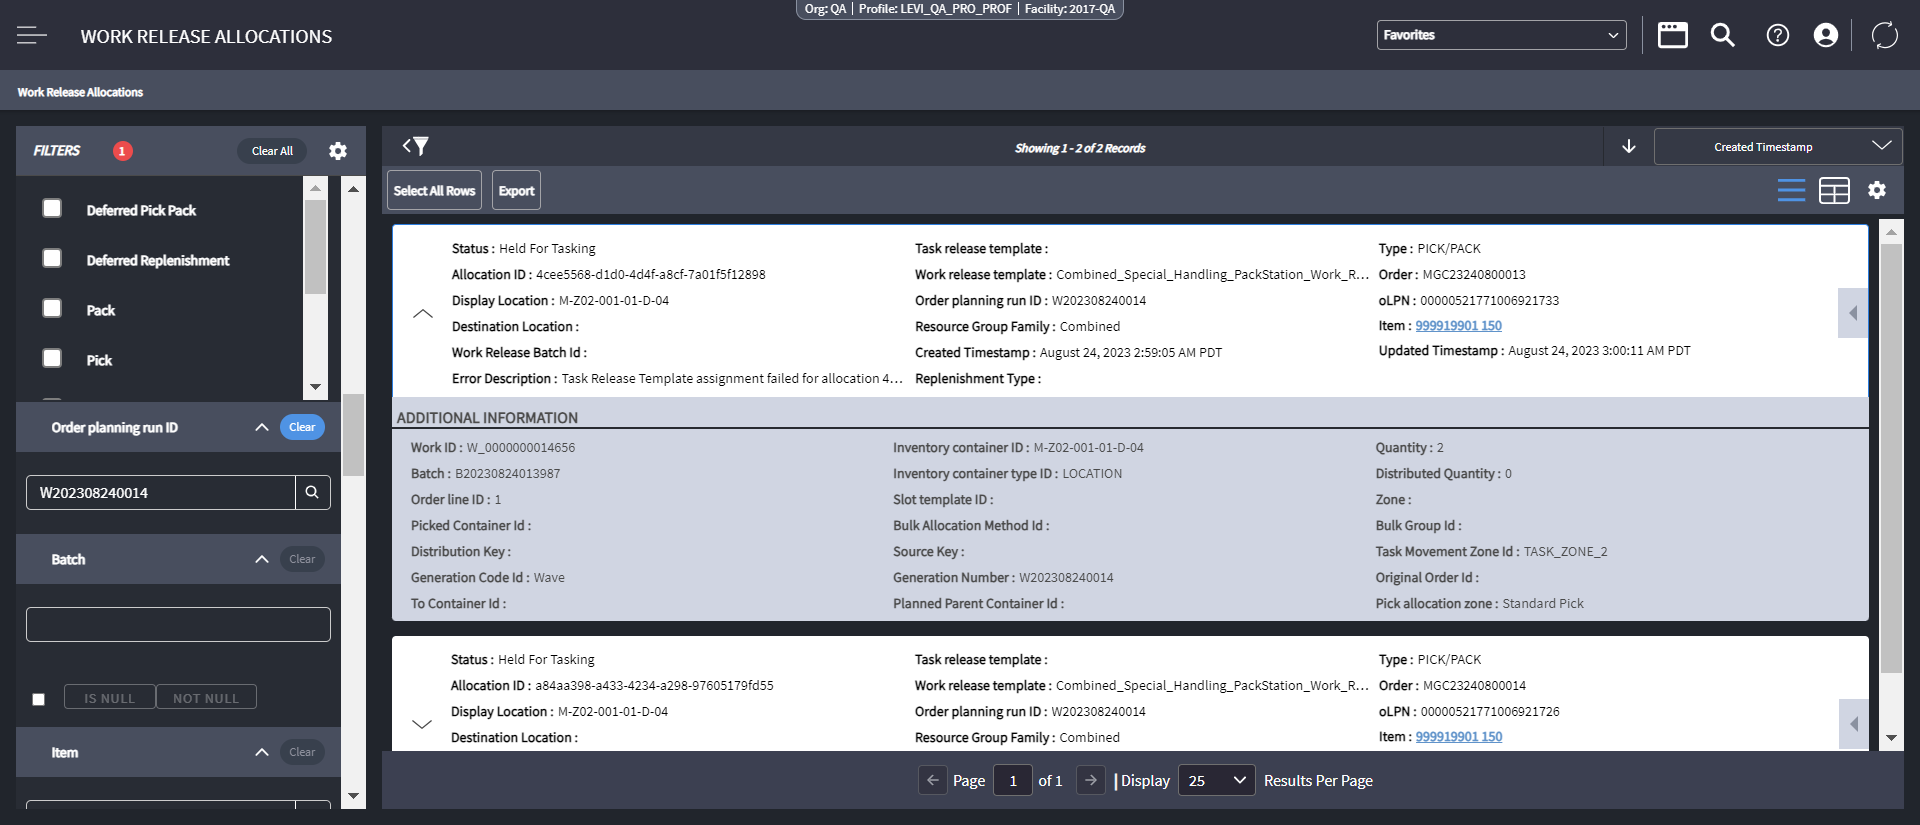 Org: QA | Profile: LEVI_QA_PRO_PROF | Facility: 2017-QA
WORK RELEASE ALLOCATIONS
Favorites
Work Release Allocations
FILTERS
1
Clear All
Deferred Pick Pack
Deferred Replenishment
Pack
Pick
Order planning run ID
Clear
W202308240014
Batch
Clear
IS NULL
NOT NULL
Item
Clear
Showing 1 - 2 of 2 Records
Created Timestamp
Select All Rows
Export
Status : Held For Tasking
Allocation ID : 4cee5568-d1d0-4d4f-a8cf-7a01f5f12898
Display Location : M-Z02-001-01-D-04
Destination Location :
Work Release Batch Id :
Error Description : Task Release Template assignment failed for allocation 4...
Task release template :
Work release template : Combined_Special_Handling_PackStation_Work_R...
Order planning run ID : W202308240014
Resource Group Family : Combined
Created Timestamp : August 24, 2023 2:59:05 AM PDT
Replenishment Type :
Type : PICK/PACK
Order : MGC23240800013
oLPN : 00000521771006921733
Item : 999919901 150
Updated Timestamp : August 24, 2023 3:00:11 AM PDT
ADDITIONAL INFORMATION
Work ID : W_0000000014656
Batch : B20230824013987
Order line ID : 1
Picked Container Id :
Distribution Key :
Generation Code Id : Wave
To Container Id :
Inventory container ID : M-Z02-001-01-D-04
Inventory container type ID : LOCATION
Slot template ID :
Bulk Allocation Method Id :
Source Key :
Generation Number : W202308240014
Planned Parent Container Id :
Quantity : 2
Distributed Quantity : 0
Zone :
Bulk Group Id :
Task Movement Zone Id : TASK_ZONE_2
Original Order Id :
Pick allocation zone : Standard Pick
Status : Held For Tasking
Allocation ID : a84aa398-a433-4234-a298-97605179fd55
Display Location : M-Z02-001-01-D-04
Destination Location :
Task release template :
Work release template : Combined_Special_Handling_PackStation_Work_R...
Order planning run ID : W202308240014
Resource Group Family : Combined
Type : PICK/PACK
Order : MGC23240800014
oLPN : 00000521771006921726
Item : 999919901 150
Page 1 of 1 | Display 25 Results Per Page